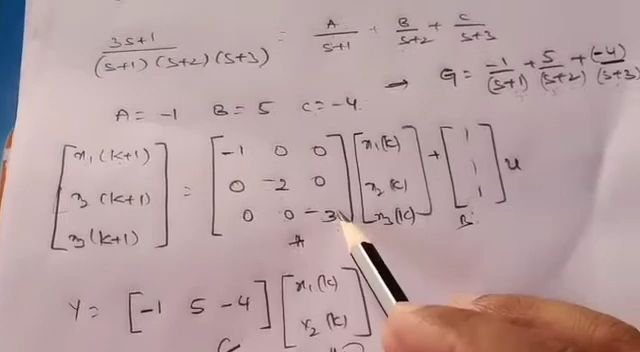 3s+1 / (s+1)(s+2)(s+3) = A/s+1 + B/s+2 + C/s+3
A = -1 B = 5 C = -4 → G = -1/(s+1) + 5/(s+2) + (-4)/(s+3)
[x1(k+1) x2(k+1) x3(k+1)] = [-1 0 0 0 -2 0 0 0 -3] [x1(k) x2(k) x3(k)] + [1 1 1] u
A B
Y = [-1 5 -4] [x1(k) x2(k)
C